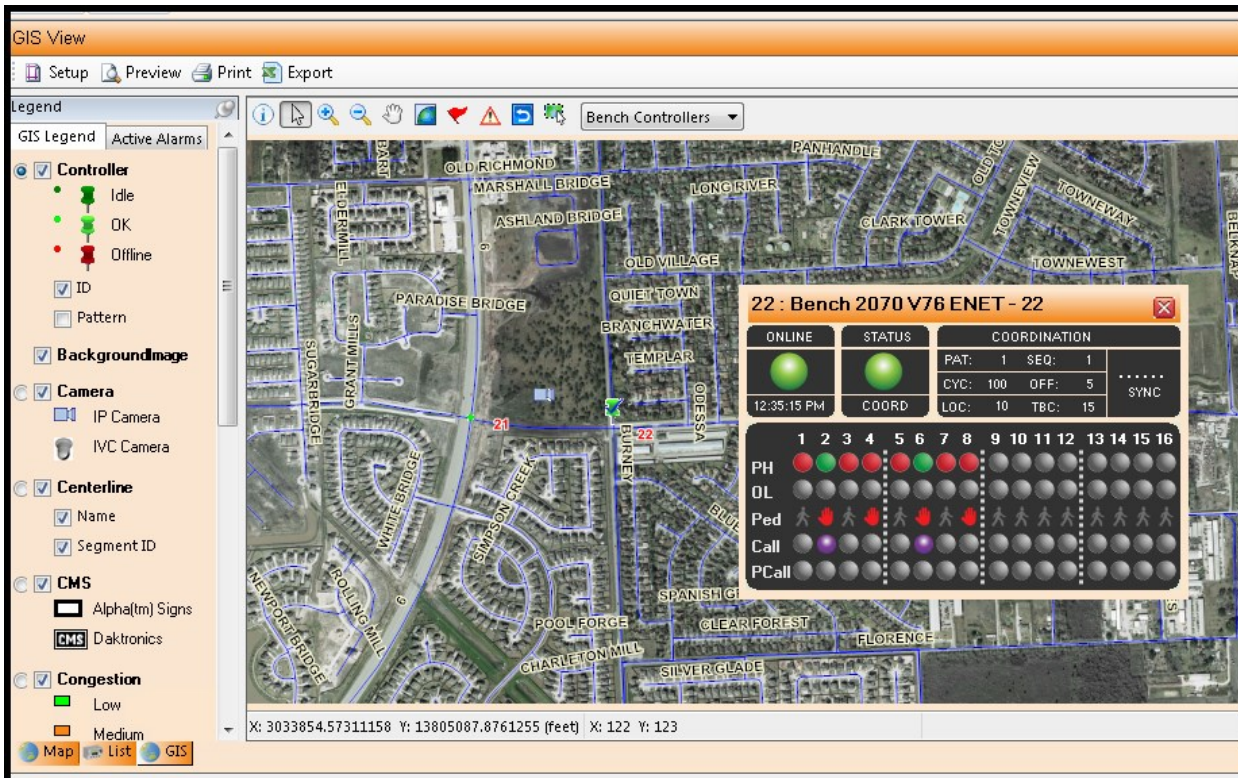 GIS View
Setup Preview Print Export
Legend
GIS Legend Active Alarms
Controller
Idle
OK
Offline
ID
Pattern
BackgroundImage
Camera
IP Camera
IVC Camera
Centerline
Name
Segment ID
CMS
Alpha(tm) Signs
CMS Daktronics
Congestion
Low
Medium
Map List GIS
Bench Controllers
OLD RICHMOND
PANHANDLE
MARSHALL BRIDGE
LONG RIVER
TOWNEVIEW
TOWNEWAY
ELDERMILL
ASHLAND BRIDGE
CLARK TOWER
BELKNAP
6
OLD VILLAGE
TOWNEWEST
QUIET TOWN
PARADISE BRIDGE
BRANCHWATER
TEMPLAR
SUGARBRIDGE
GRANT MILLS
ODESSA
21
22
BURNEY
WHITE BRIDGE
SIMPSON CREEK
NEWPORT BRIDGE
ROLLING MILL
6
POOL FORGE
CLEAR FOREST
FLORENCE
CHARLETON MILL
SILVER GLADE
22 : Bench 2070 V76 ENET - 22
ONLINE STATUS COORDINATION
PAT: 1 SEQ: 1
CYC: 100 OFF: 5
LOC: 10 TBC: 15
...... SYNC
12:35:15 PM COORD
1 2 3 4 5 6 7 8 9 10 11 12 13 14 15 16
PH
OL
Ped
Call
PCall
X: 3033854.57311158 Y: 13805087.8761255 (feet) X: 122 Y: 123